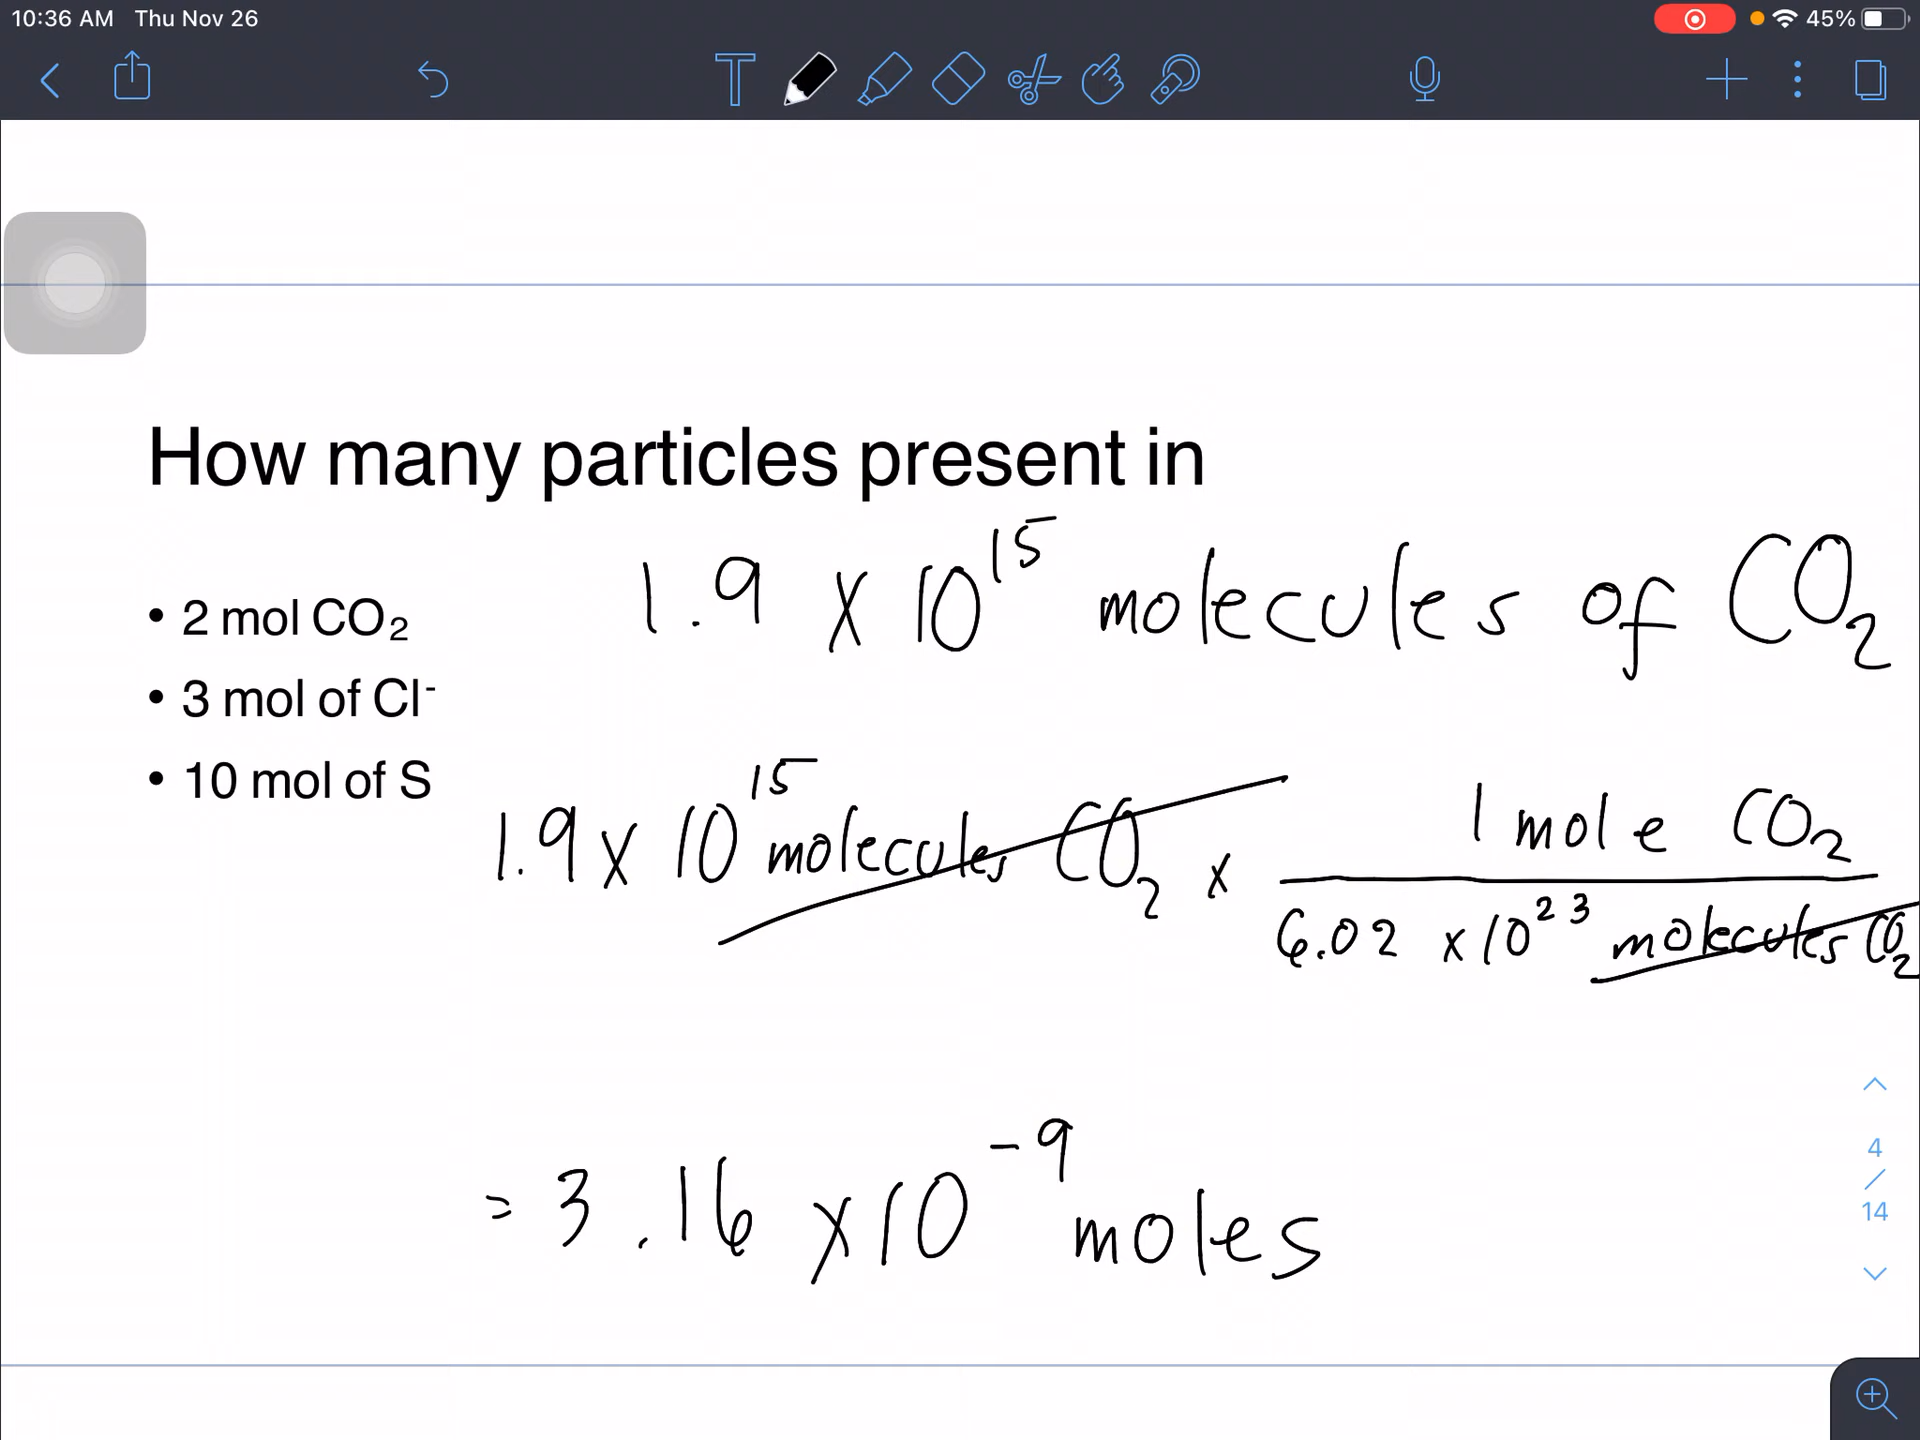 10:36 AM Thu Nov 26
45%
T
How many particles present in
1.9 x 10¹⁵ molecules of CO₂
• 2 mol CO₂
• 3 mol of Cl⁻
• 10 mol of S
1.9 x 10¹⁵ molecules CO₂ x 1 mole CO₂
6.02 x 10²³ molecules CO₂
= 3.16 x 10⁻⁹ moles
4
/
14